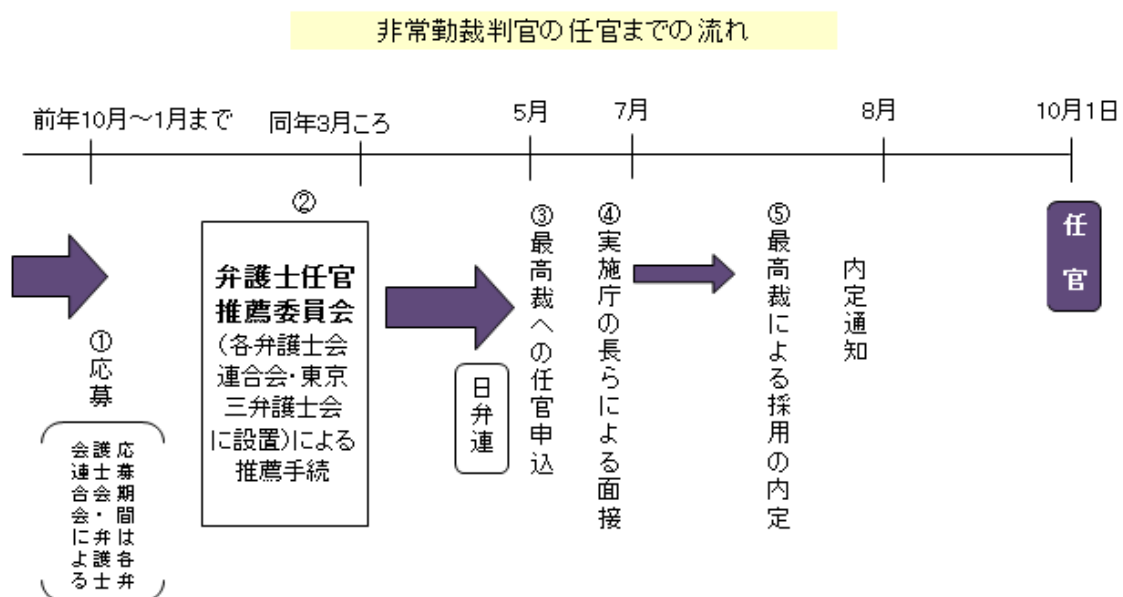 非常勤裁判官の任官までの流れ
前年10月～1月まで
同年3月ころ
5月
7月
8月
10月1日
①応募
応募期間は各弁
護士会・弁護士
会連合会による
②
弁護士任官
推薦委員会
（各弁護士会
連合会・東京
三弁護士会
に設置）による
推薦手続
日弁連
③最高裁への任官申込
④実施庁の長らによる面接
⑤最高裁による採用の内定
内定通知
任官